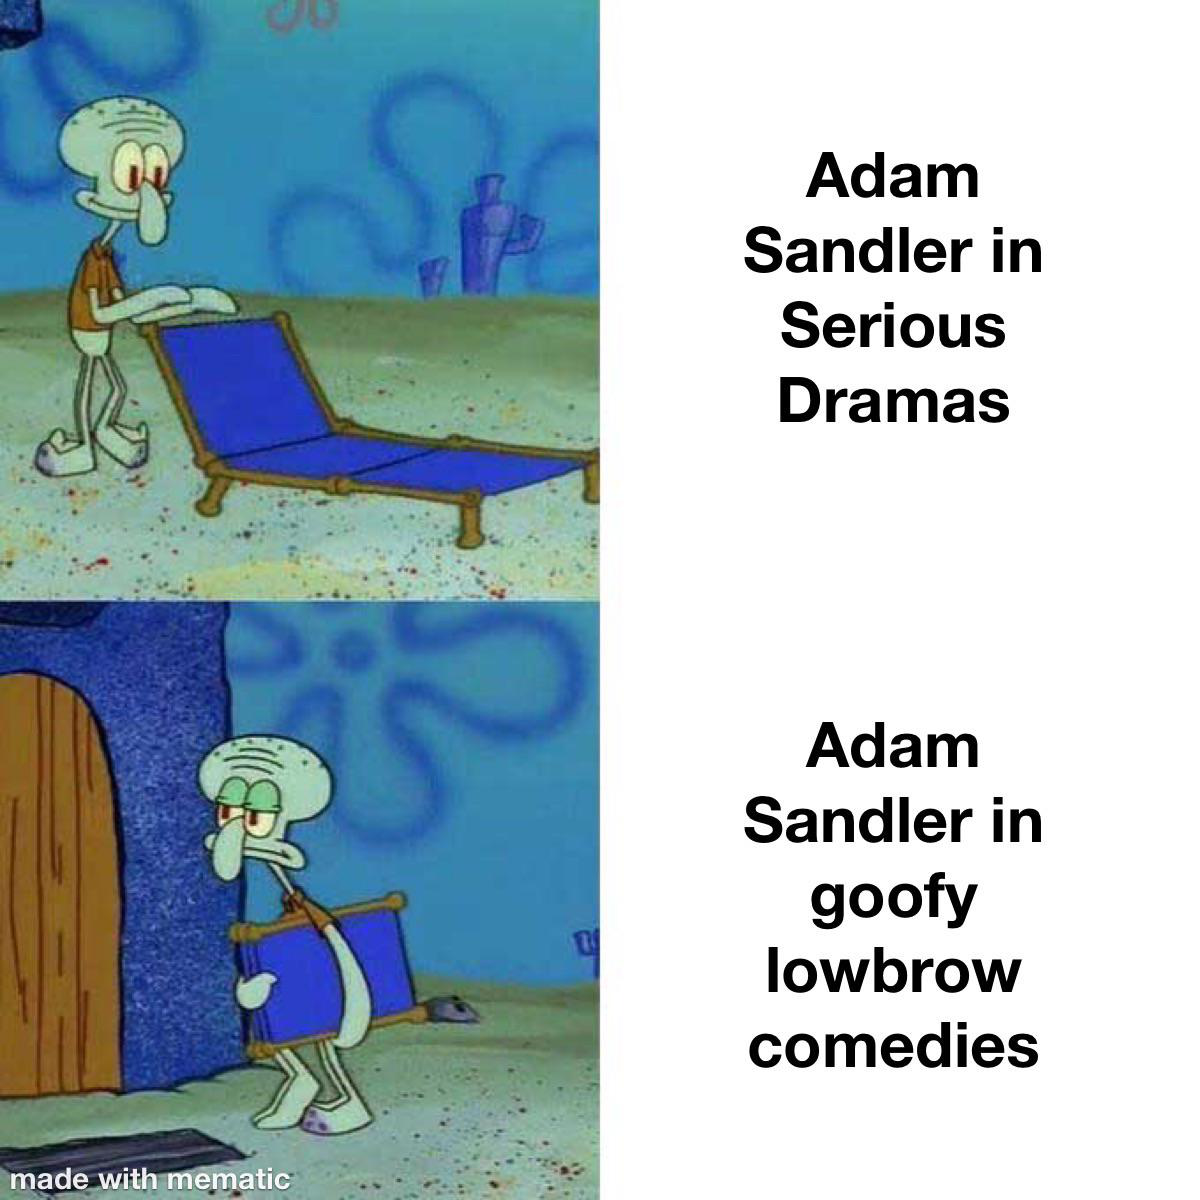 Adam
Sandler in
Serious
Dramas
Adam
Sandler in
goofy
lowbrow
comedies
made with mematic